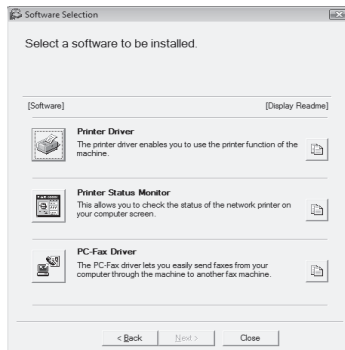 Software Selection
Select a software to be installed.
[Software] [Display Readme]
Printer Driver
The printer driver enables you to use the printer function of the
machine.
Printer Status Monitor
This allows you to check the status of the network printer on
your computer screen.
PC-Fax Driver
The PC-Fax driver lets you easily send faxes from your
computer through the machine to another fax machine.
< Back Next > Close